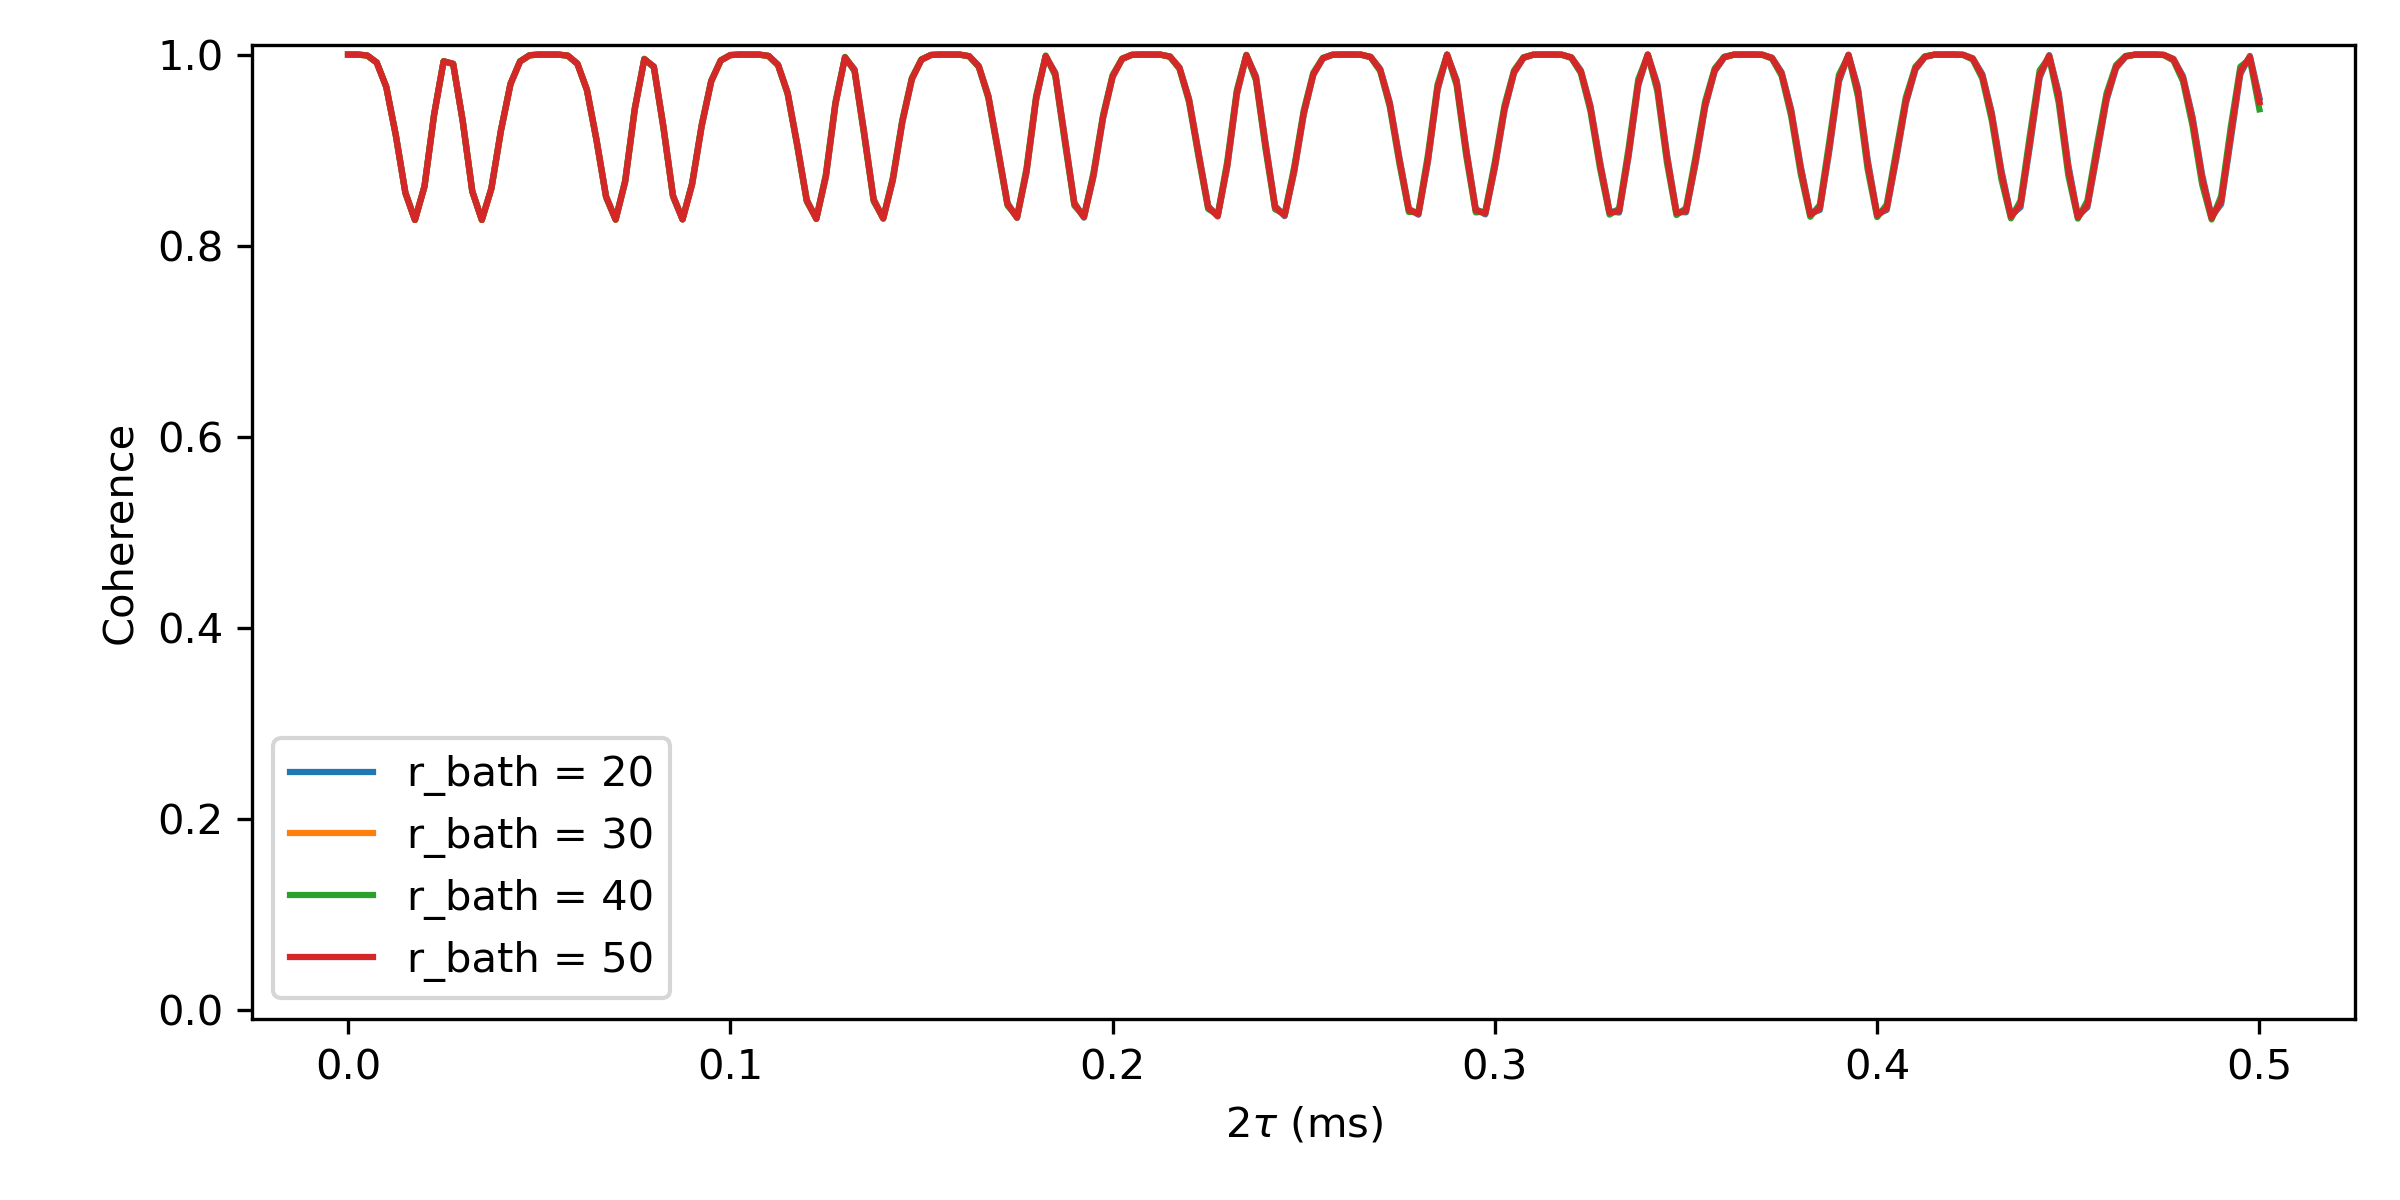 1.0
0.8
0.6
0.4
0.2
0.0
Coherence
r_bath = 20
r_bath = 30
r_bath = 40
r_bath = 50
0.0 0.1 0.2 0.3 0.4 0.5
2τ (ms)